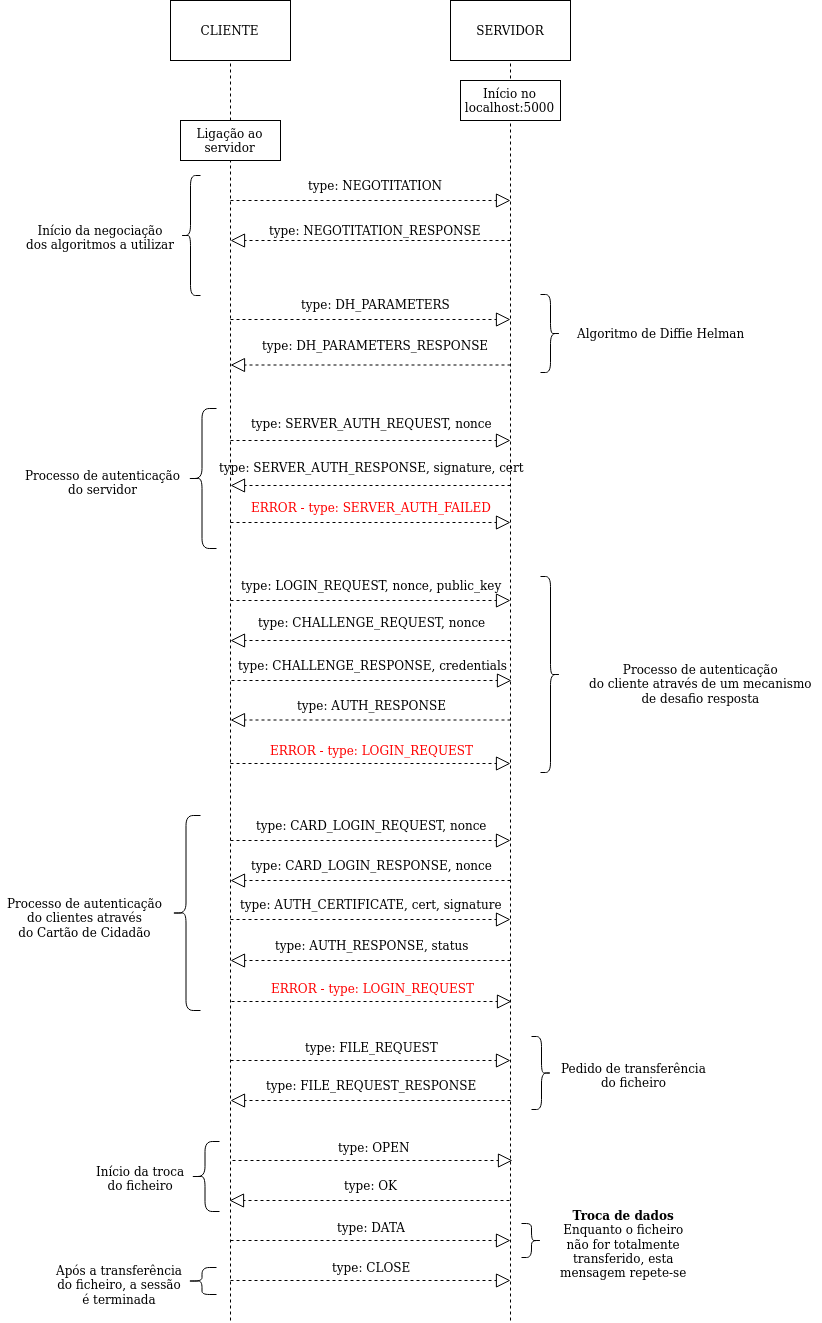 CLIENTE
SERVIDOR
Início no
localhost:5000
Ligação ao
servidor
type: NEGOTITATION
Início da negociação
dos algoritmos a utilizar
type: NEGOTITATION_RESPONSE
type: DH_PARAMETERS
Algoritmo de Diffie Helman
type: DH_PARAMETERS_RESPONSE
type: SERVER_AUTH_REQUEST, nonce
Processo de autenticação
do servidor
type: SERVER_AUTH_RESPONSE, signature, cert
ERROR - type: SERVER_AUTH_FAILED
type: LOGIN_REQUEST, nonce, public_key
type: CHALLENGE_REQUEST, nonce
type: CHALLENGE_RESPONSE, credentials
Processo de autenticação
do cliente através de um mecanismo
de desafio resposta
type: AUTH_RESPONSE
ERROR - type: LOGIN_REQUEST
type: CARD_LOGIN_REQUEST, nonce
type: CARD_LOGIN_RESPONSE, nonce
Processo de autenticação
do clientes através
do Cartão de Cidadão
type: AUTH_CERTIFICATE, cert, signature
type: AUTH_RESPONSE, status
ERROR - type: LOGIN_REQUEST
type: FILE_REQUEST
Pedido de transferência
do ficheiro
type: FILE_REQUEST_RESPONSE
type: OPEN
Início da troca
do ficheiro
type: OK
type: DATA
Troca de dados
Enquanto o ficheiro
não for totalmente
transferido, esta
mensagem repete-se
Após a transferência
do ficheiro, a sessão
é terminada
type: CLOSE